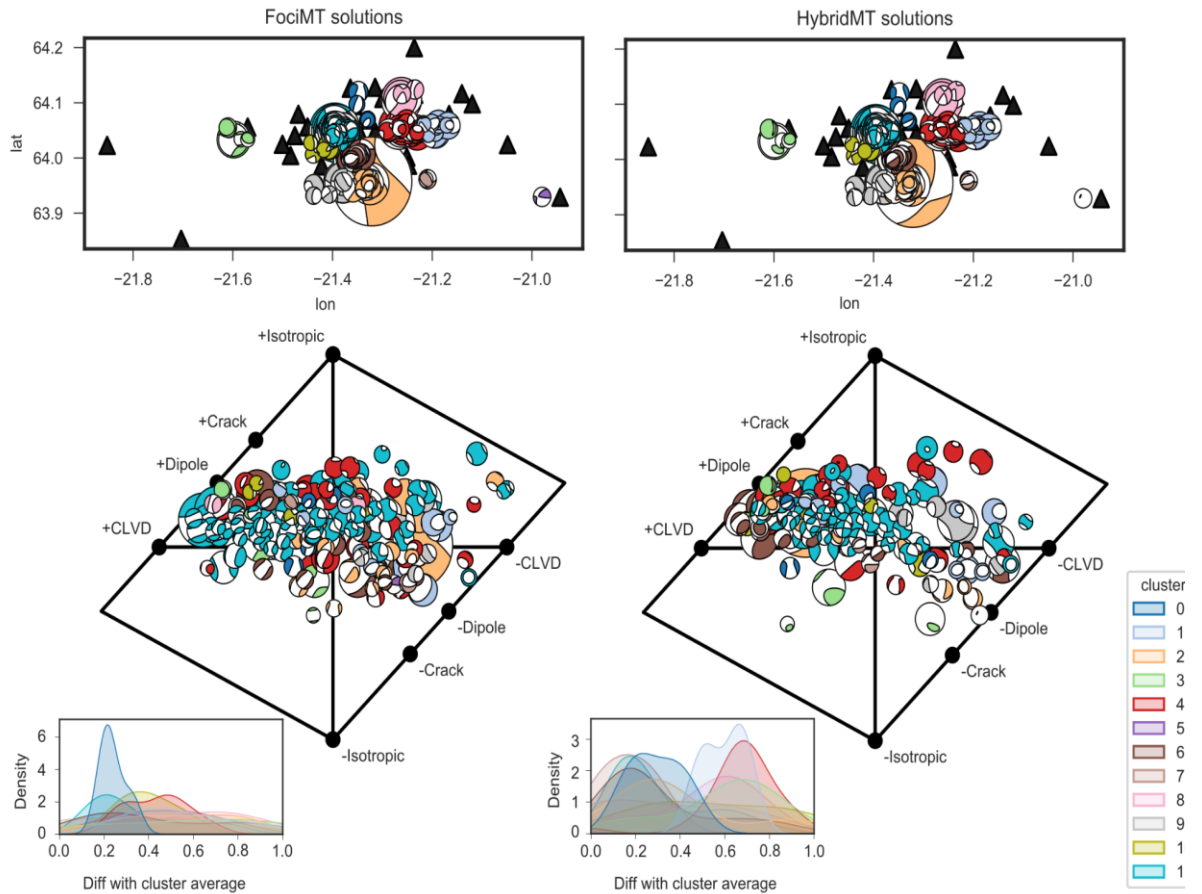 FociMT solutions
HybridMT solutions
64.2
64.1
64.0
63.9
lat
−21.8
−21.6
−21.4
−21.2
−21.0
lon
−21.8
−21.6
−21.4
−21.2
−21.0
lon
+Isotropic
+Crack
+Dipole
+CLVD
-CLVD
-Dipole
-Crack
-Isotropic
+Isotropic
+Crack
+Dipole
+CLVD
-CLVD
-Dipole
-Crack
-Isotropic
6
4
2
0
Density
0.0
0.2
0.4
0.6
0.8
1.0
Diff with cluster average
3
2
1
0
Density
0.0
0.2
0.4
0.6
0.8
1.0
Diff with cluster average
cluster
0
1
2
3
4
5
6
7
8
9
1
1